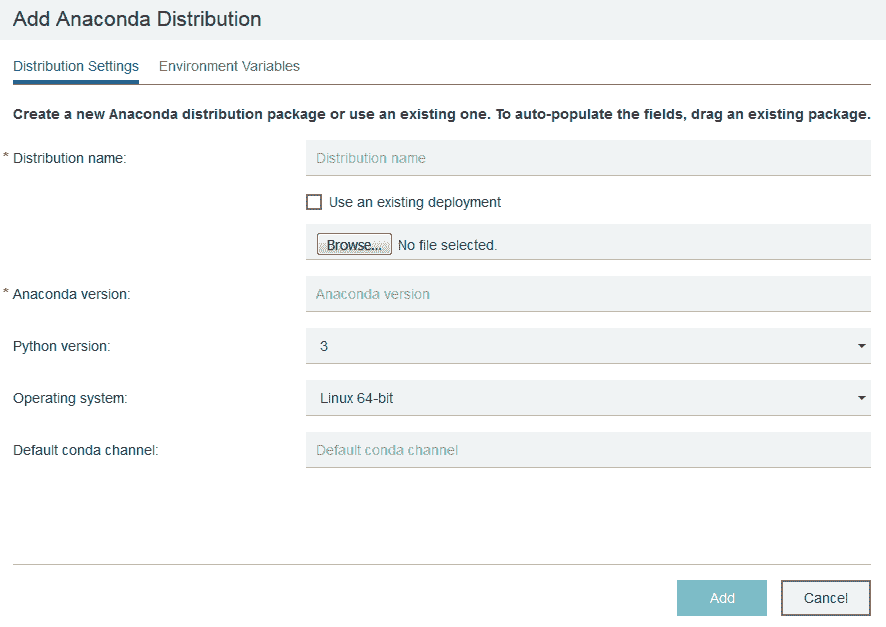 Add Anaconda Distribution
Distribution Settings Environment Variables
Create a new Anaconda distribution package or use an existing one. To auto-populate the fields, drag an existing package.
* Distribution name: Distribution name
Use an existing deployment
Browse... No file selected.
* Anaconda version: Anaconda version
Python version: 3
Operating system: Linux 64-bit
Default conda channel: Default conda channel
Add Cancel